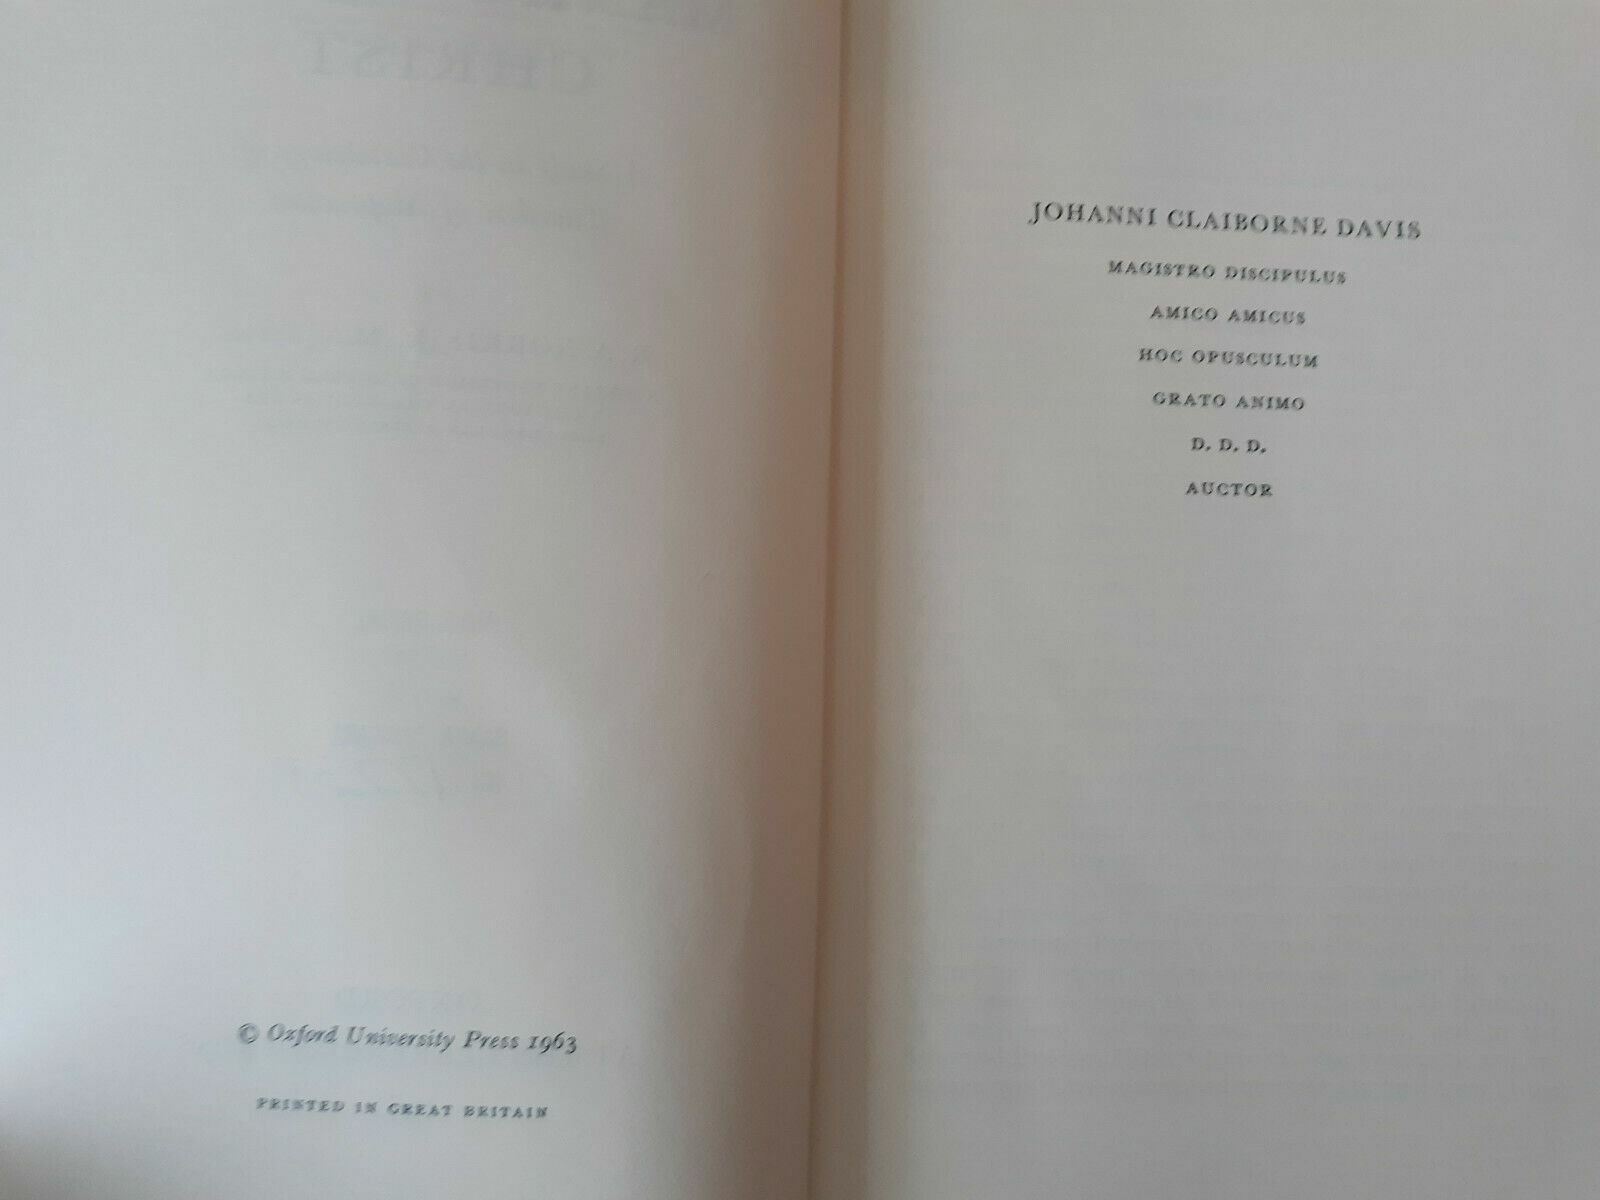 © Oxford University Press 1963
PRINTED IN GREAT BRITAIN
JOHANNI CLAIBORNE DAVIS
MAGISTRO DISCIPULUS
AMICO AMICUS
HOC OPUSCULUM
GRATO ANIMO
D. D. D.
AUCTOR